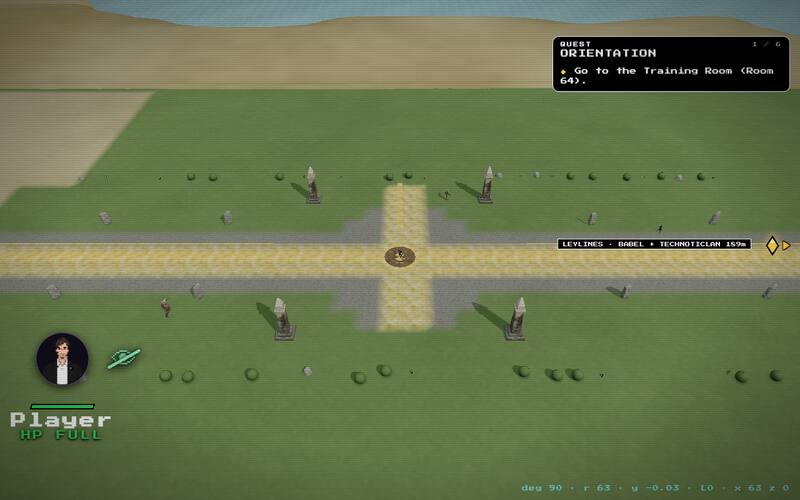 QUEST 1 / 6
ORIENTATION
◆ Go to the Training Room (Room
64).
LEYLINES · BABEL + TECHNOTICLAN 189m
Player
HP FULL
deg 90 · r 63 · y -0.03 · L0 · x 63 z 0